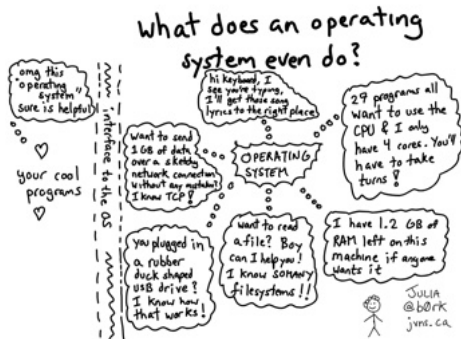 what does an operating
system even do?
omg this
"operating
system"
sure is helpful!
your cool
programs
interface to the OS
hi keyboard, I
see you're typing,
I'll get those song
lyrics to the right place
want to send
1 GB of data
over a sketchy
network connection
without any mistakes?
I know TCP!
OPERATING
SYSTEM
29 programs all
want to use the
CPU & I only
have 4 cores. You'll
have to take
turns!
you plugged in
a rubber
duck shaped
USB drive?
I know how
that works!
want to read
a file? Boy
can I help you!
I know SO MANY
filesystems!!
I have 1.2 GB of
RAM left on this
machine if anyone
wants it
JULIA
@b0rk
jvns.ca